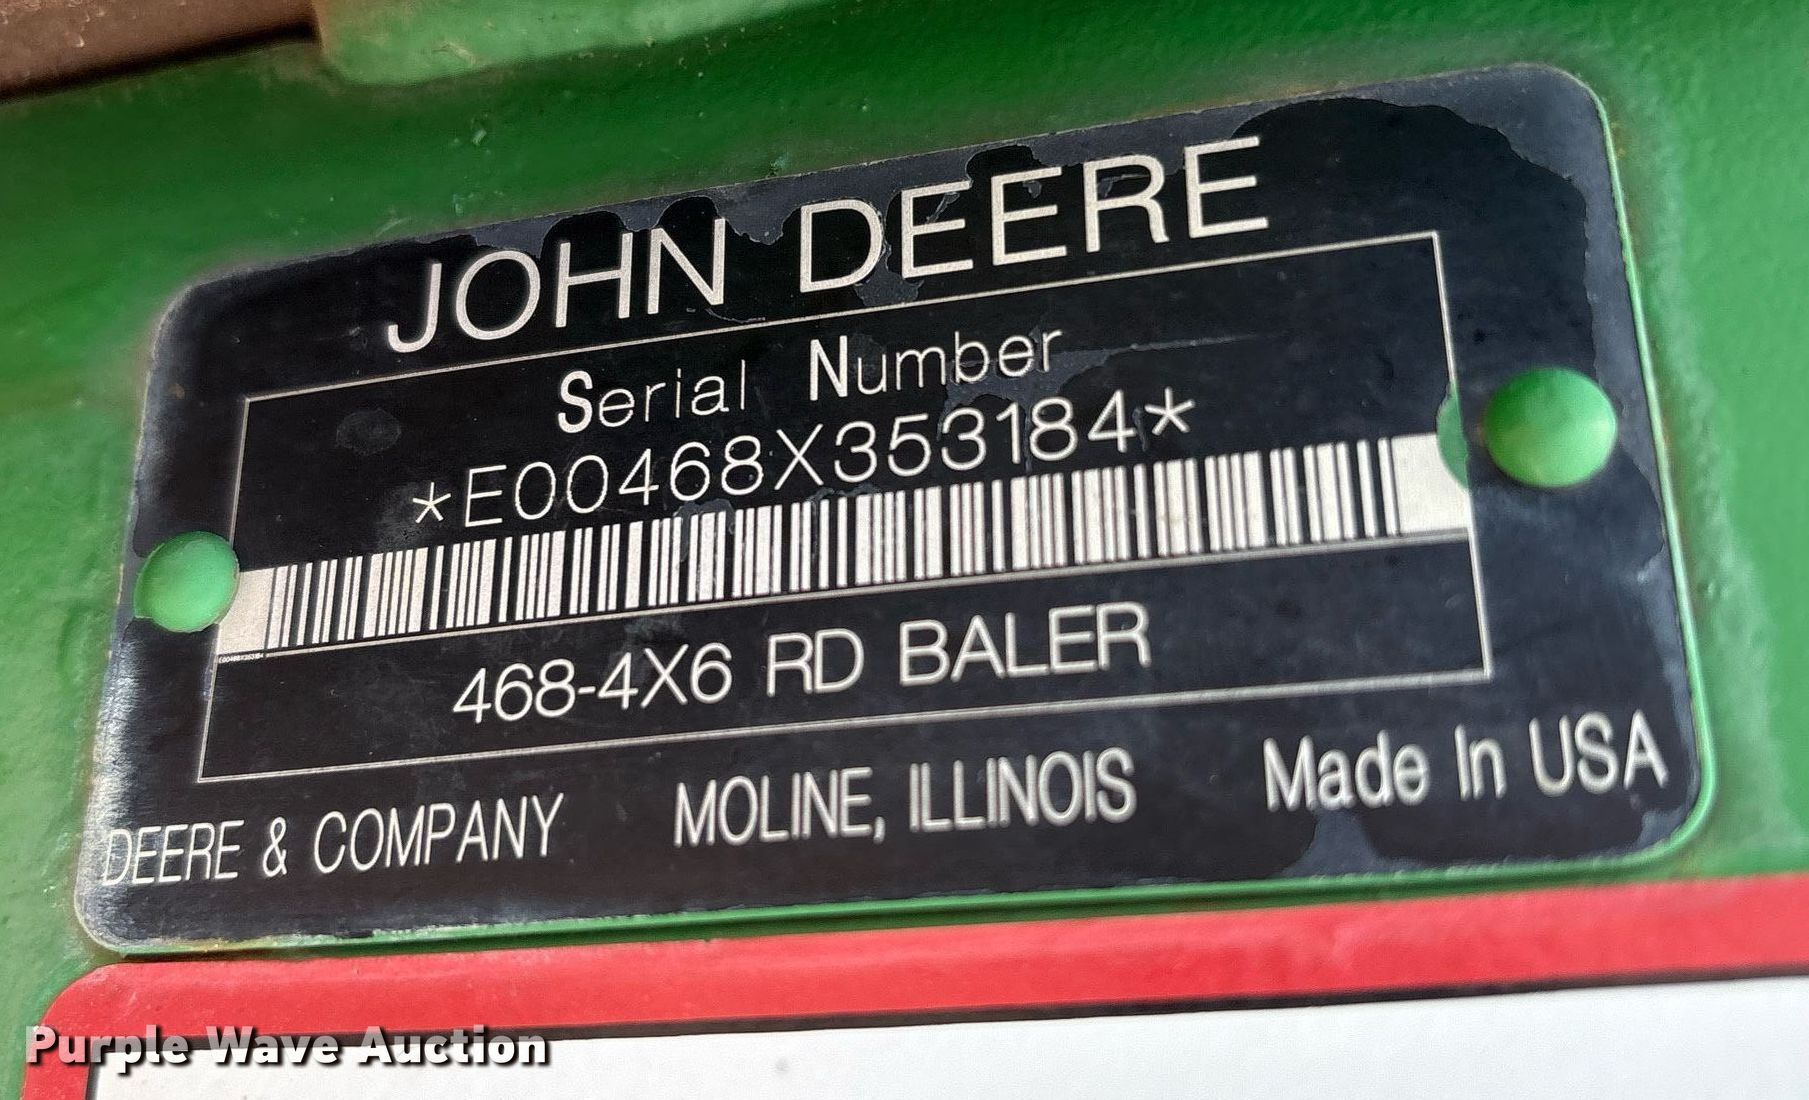 JOHN DEERE
Serial Number
*E00468X353184*
E00468X353184
468-4X6 RD BALER
DEERE & COMPANY MOLINE, ILLINOIS Made In USA
Purple Wave Auction